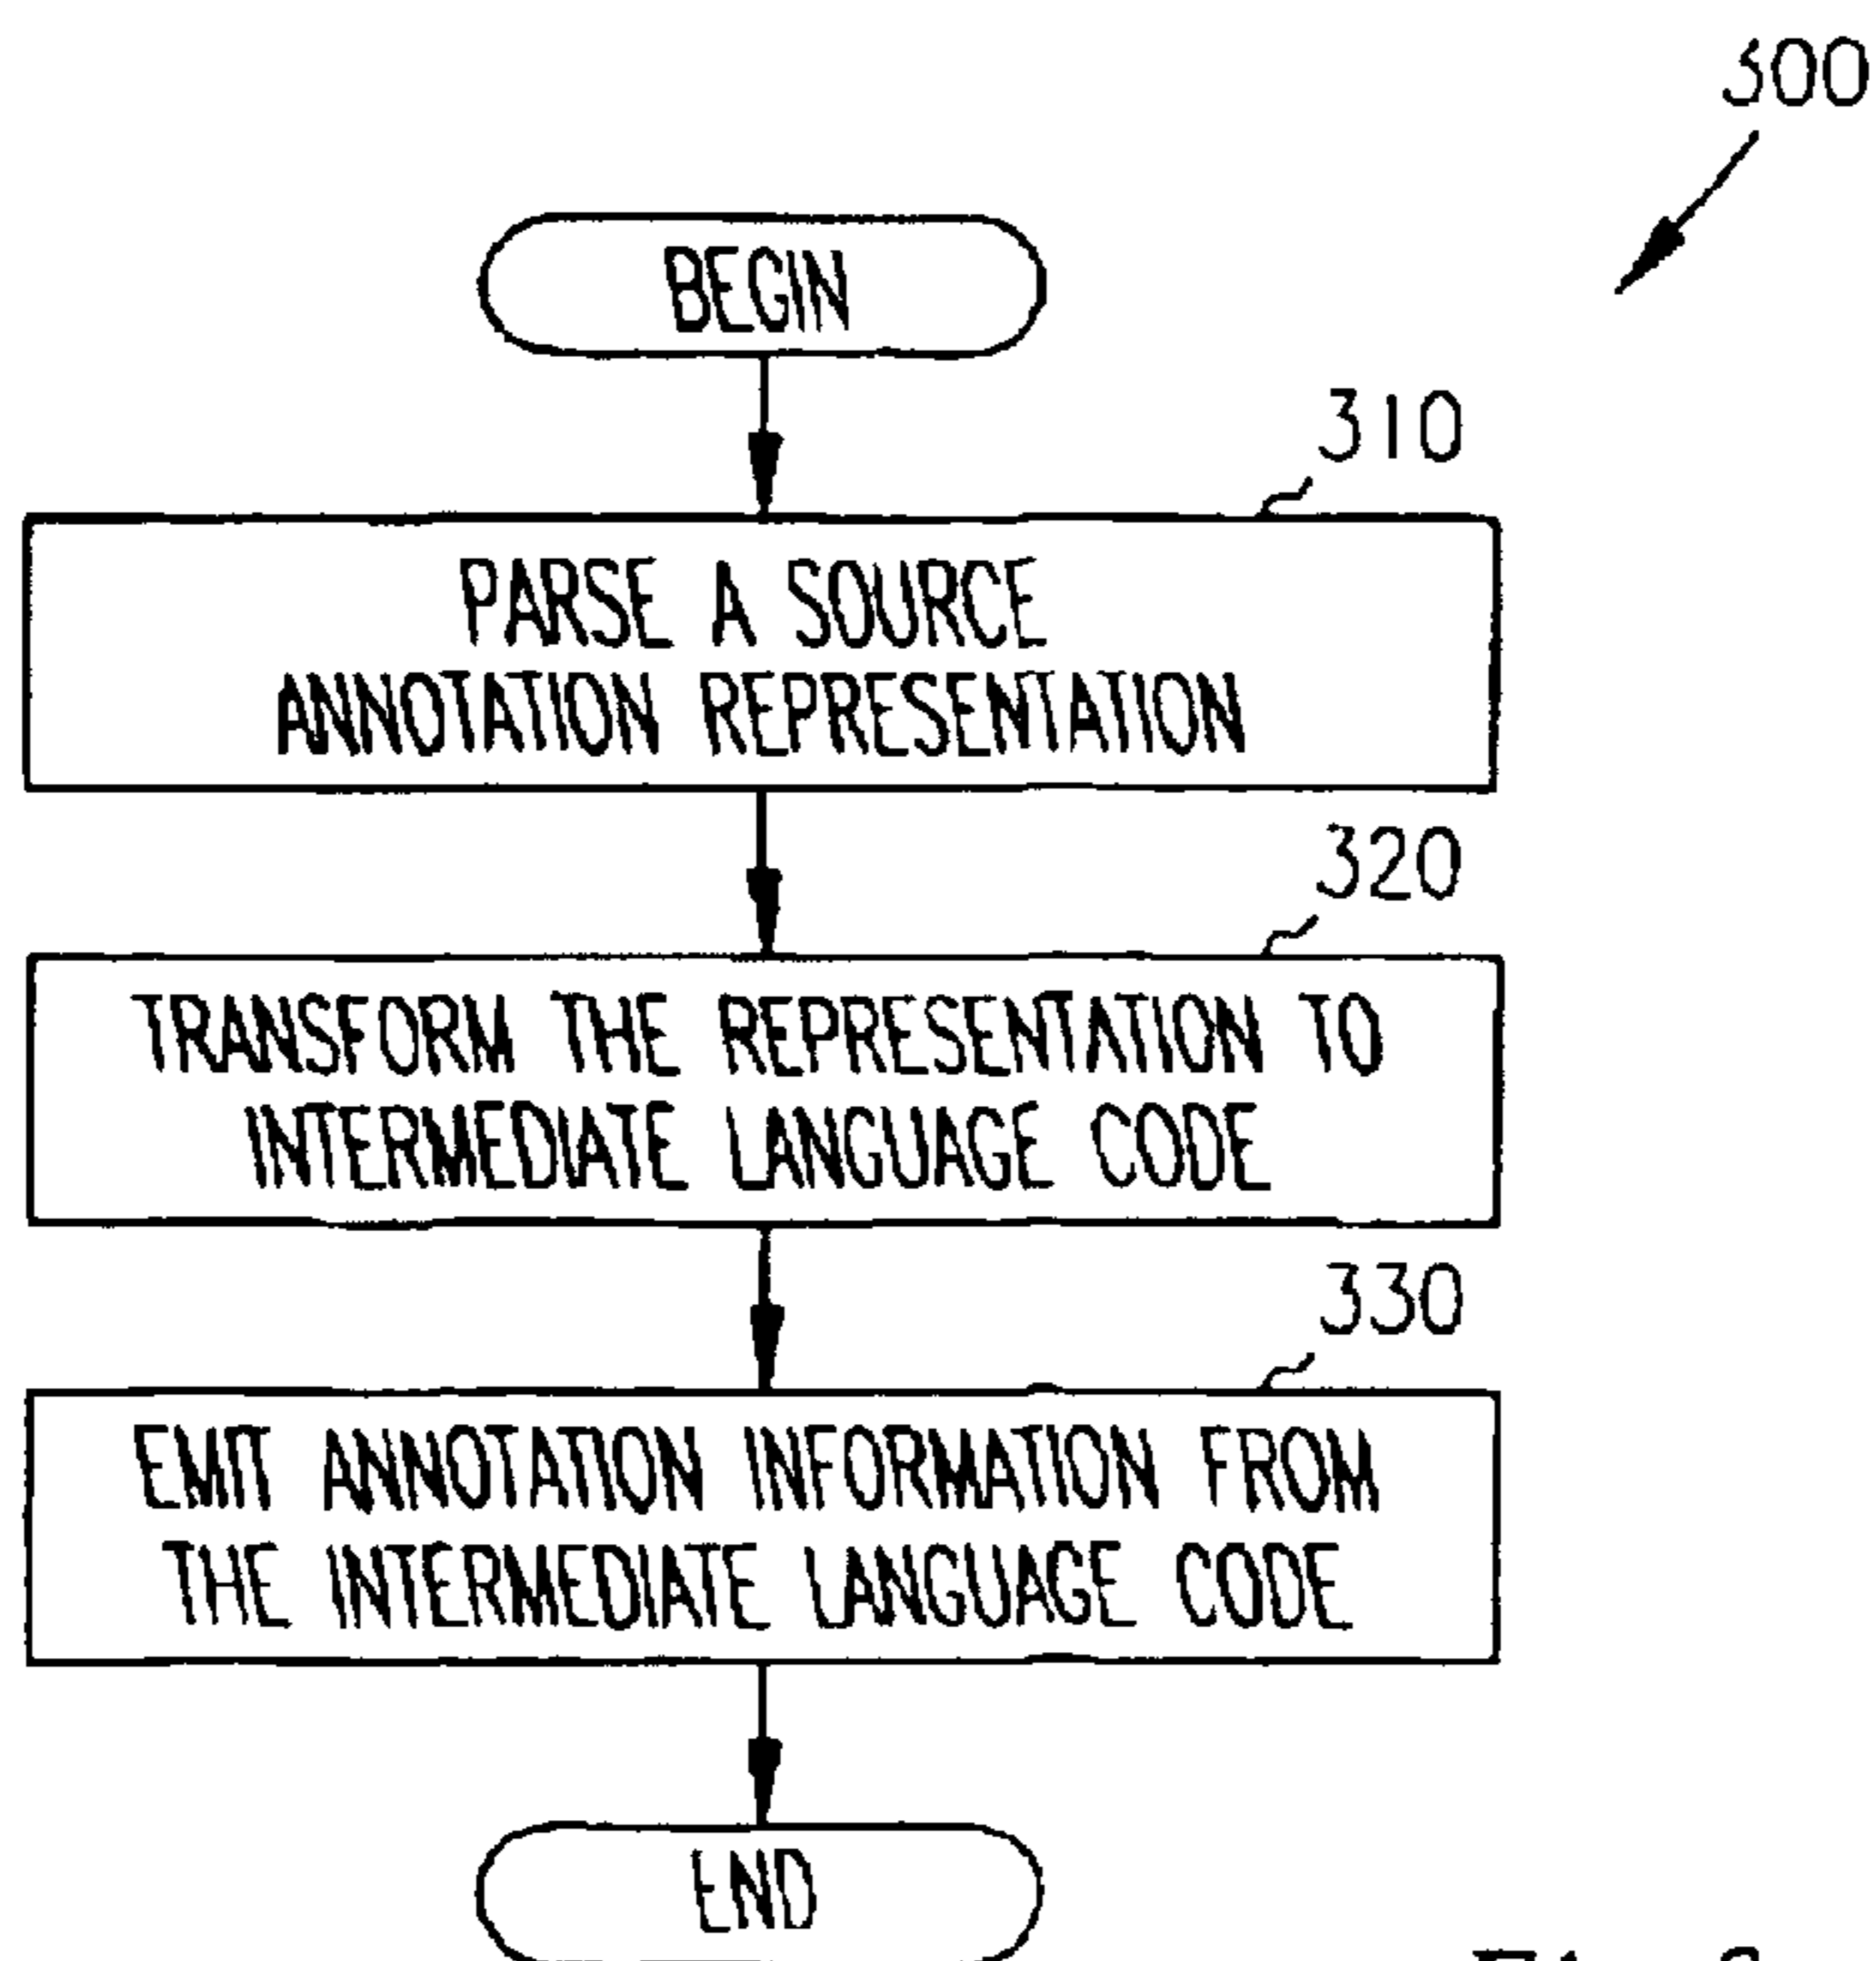 300
BEGIN
310
PARSE A SOURCE
ANNOTATION REPRESENTATION
320
TRANSFORM THE REPRESENTATION TO
INTERMEDIATE LANGUAGE CODE
330
EMIT ANNOTATION INFORMATION FROM
THE INTERMEDIATE LANGUAGE CODE
END